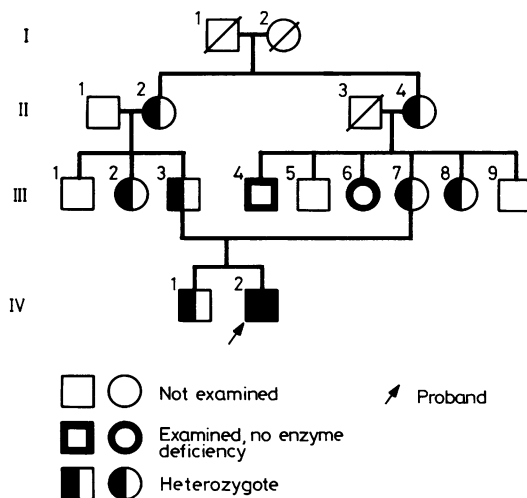 I 1 2
II 1 2 3 4
III 1 2 3 4 5 6 7 8 9
IV 1 2
Not examined
Proband
Examined, no enzyme
deficiency
Heterozygote